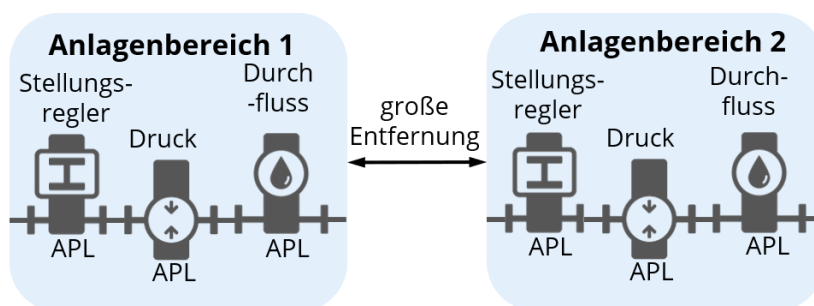 Anlagenbereich 1
Stellungs-
regler
Druck
Durch
-fluss
APL
APL
APL
große
Entfernung
Anlagenbereich 2
Stellungs-
regler
Druck
Durch-
fluss
APL
APL
APL